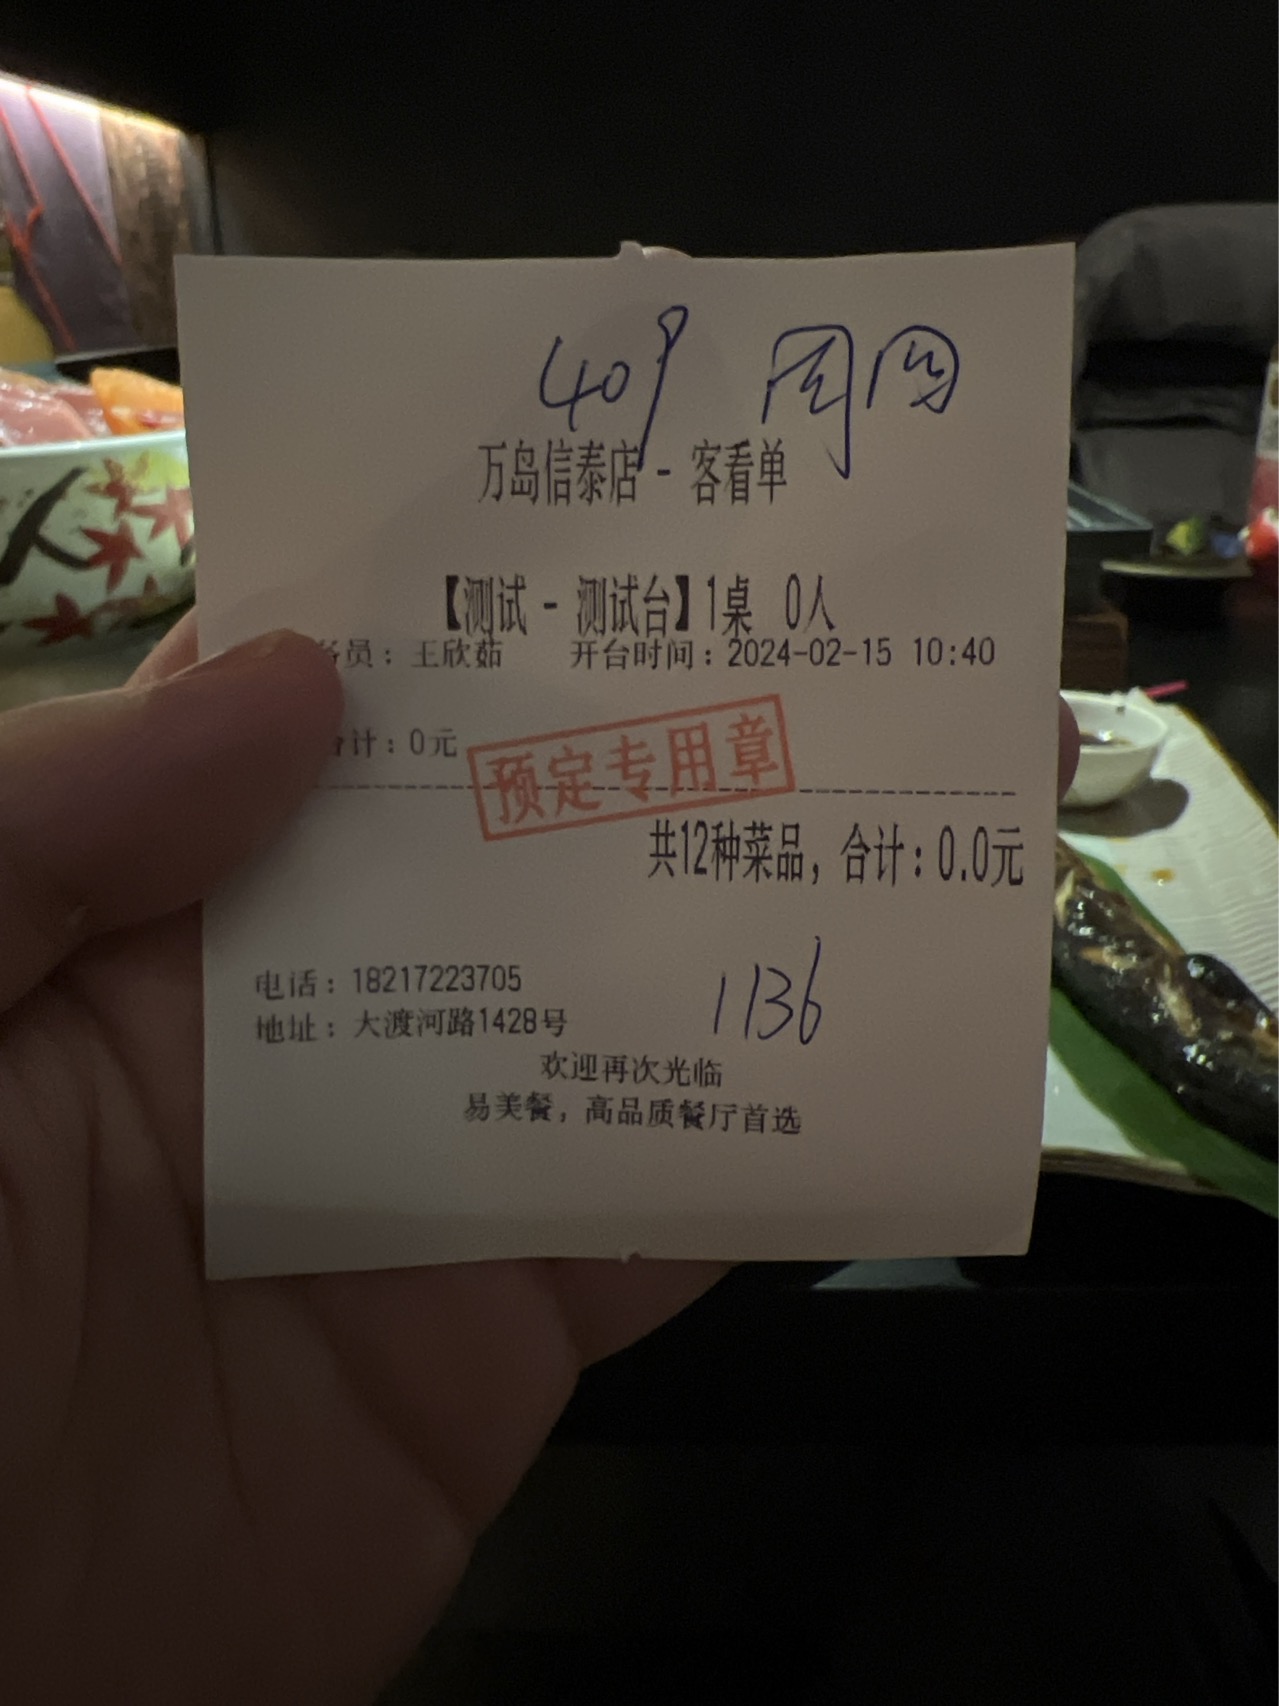 409 周四
万岛信泰店 - 客看单
【测试 - 测试台】1桌 0人
务员：王欣茹 开台时间：2024-02-15 10:40
合计：0元
预定专用章
共12种菜品，合计：0.0元
电话：18217223705
1136
地址：大渡河路1428号
欢迎再次光临
易美餐，高品质餐厅首选